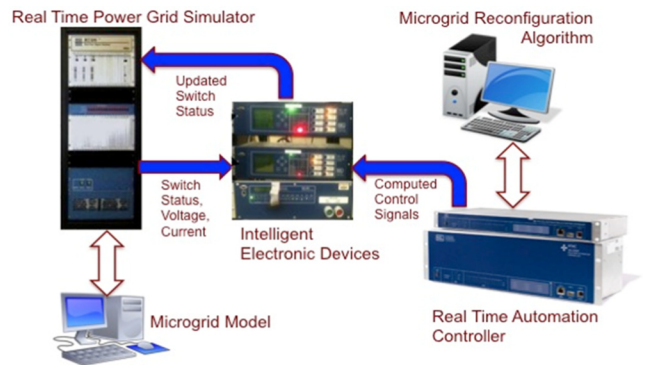 Real Time Power Grid Simulator
Microgrid Reconfiguration
Algorithm
Updated
Switch
Status
Switch
Status,
Voltage,
Current
Computed
Control
Signals
Intelligent
Electronic Devices
Microgrid Model
Real Time Automation
Controller